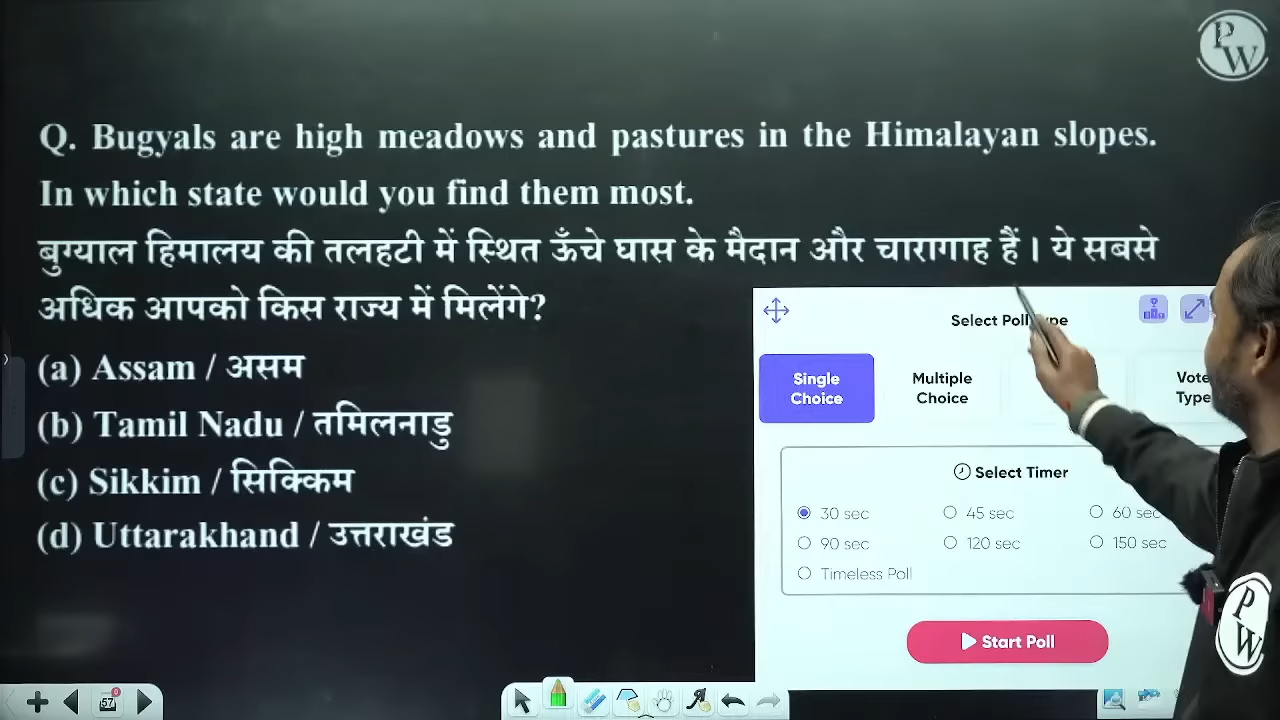 PW
Q. Bugyals are high meadows and pastures in the Himalayan slopes.
In which state would you find them most.
बुग्याल हिमालय की तलहटी में स्थित ऊँचे घास के मैदान और चारागाह हैं। ये सबसे
अधिक आपको किस राज्य में मिलेंगे?
(a) Assam / असम
(b) Tamil Nadu / तमिलनाडु
(c) Sikkim / सिक्किम
(d) Uttarakhand / उत्तराखंड
Select Poll
Single Choice
Multiple Choice
Vote Type
Select Timer
30 sec
45 sec
60 sec
90 sec
120 sec
150 sec
Timeless Poll
Start Poll
57
0
PW